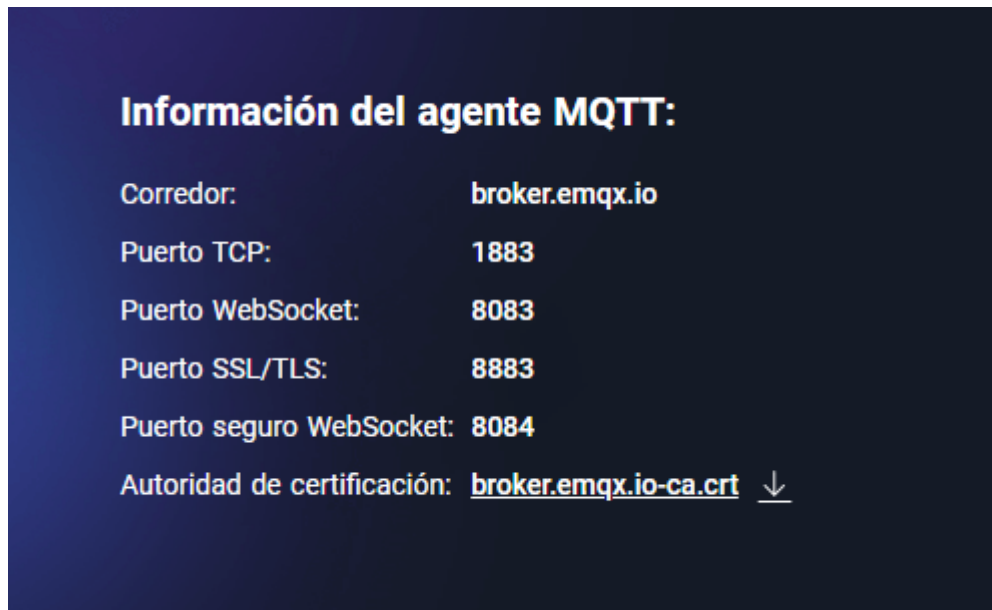 Información del agente MQTT:
Corredor: broker.emqx.io
Puerto TCP: 1883
Puerto WebSocket: 8083
Puerto SSL/TLS: 8883
Puerto seguro WebSocket: 8084
Autoridad de certificación: broker.emqx.io-ca.crt